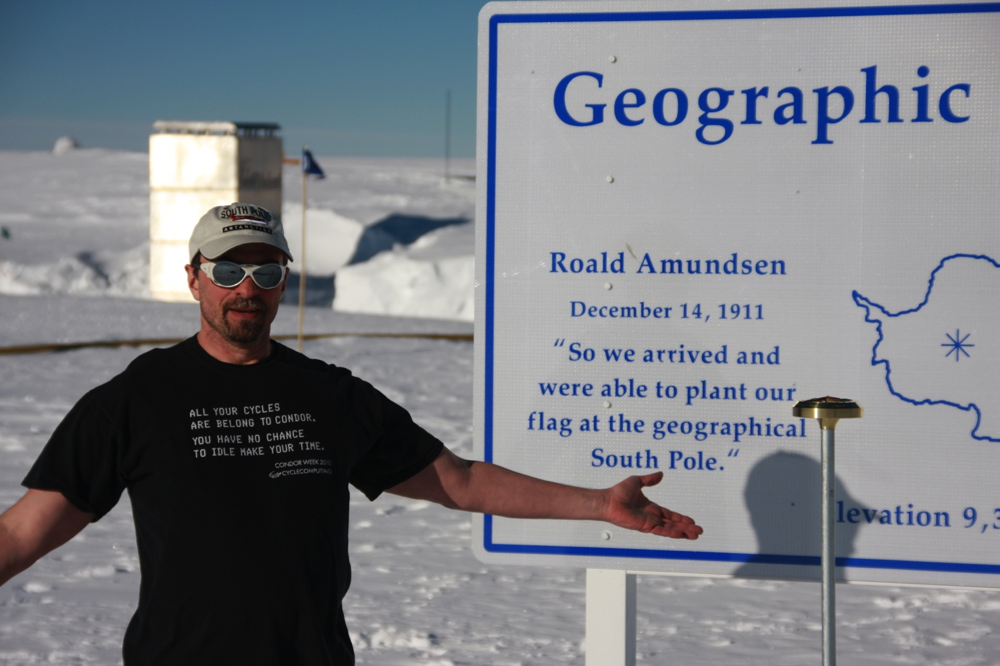 Geographic
Roald Amundsen
December 14, 1911
“So we arrived and
were able to plant our
flag at the geographical
South Pole.“
levation 9,3
SOUTH POLE
ANTARCTICA
ALL YOUR CYCLES
ARE BELONG TO CONDOR.
YOU HAVE NO CHANCE
TO IDLE MAKE YOUR TIME.
CONDOR WEEK 2010
CYCLECOMPUTING